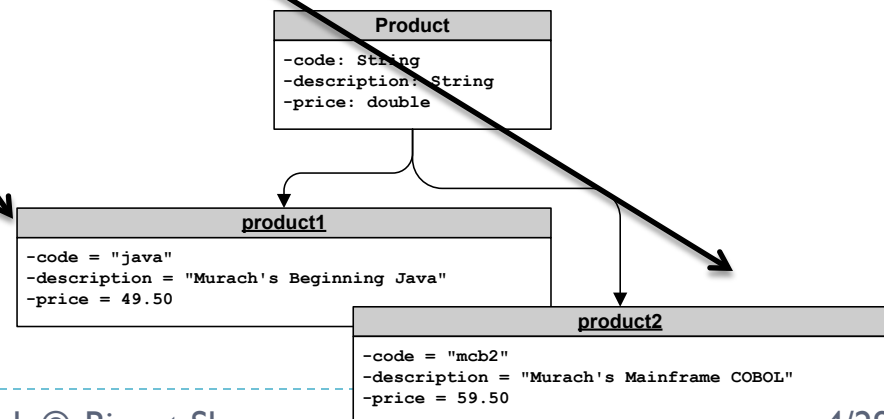 Product
-code: String
-description: String
-price: double
product1
-code = "java"
-description = "Murach's Beginning Java"
-price = 49.50
product2
-code = "mcb2"
-description = "Murach's Mainframe COBOL"
-price = 59.50